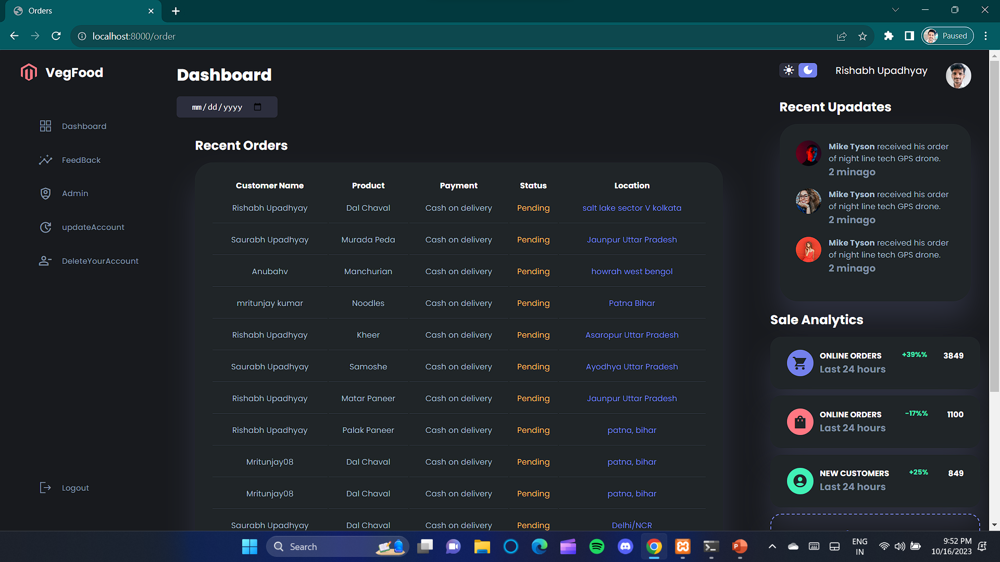 Orders
localhost:8000/order
Paused
VegFood
Dashboard
FeedBack
Admin
updateAccount
DeleteYourAccount
Logout
Dashboard
mm/dd/yyyy
Recent Orders
Customer Name Product Payment Status Location
Rishabh Upadhyay Dal Chaval Cash on delivery Pending salt lake sector V kolkata
Saurabh Upadhyay Murada Peda Cash on delivery Pending Jaunpur Uttar Pradesh
Anubahv Manchurian Cash on delivery Pending howrah west bengol
mritunjay kumar Noodles Cash on delivery Pending Patna Bihar
Rishabh Upadhyay Kheer Cash on delivery Pending Asaropur Uttar Pradesh
Saurabh Upadhyay Samoshe Cash on delivery Pending Ayodhya Uttar Pradesh
Rishabh Upadhyay Matar Paneer Cash on delivery Pending Jaunpur Uttar Pradesh
Rishabh Upadhyay Palak Paneer Cash on delivery Pending patna, bihar
Mritunjay08 Dal Chaval Cash on delivery Pending patna, bihar
Mritunjay08 Dal Chaval Cash on delivery Pending patna, bihar
Saurabh Upadhyay Dal Chaval Cash on delivery Pending Delhi/NCR
Rishabh Upadhyay
Recent Upadates
Mike Tyson received his order
of night line tech GPS drone.
2 minago
Mike Tyson received his order
of night line tech GPS drone.
2 minago
Mike Tyson received his order
of night line tech GPS drone.
2 minago
Sale Analytics
ONLINE ORDERS +39%% 3849
Last 24 hours
ONLINE ORDERS -17%% 1100
Last 24 hours
NEW CUSTOMERS +25% 849
Last 24 hours
Search
ENG
IN
9:52 PM
10/16/2023